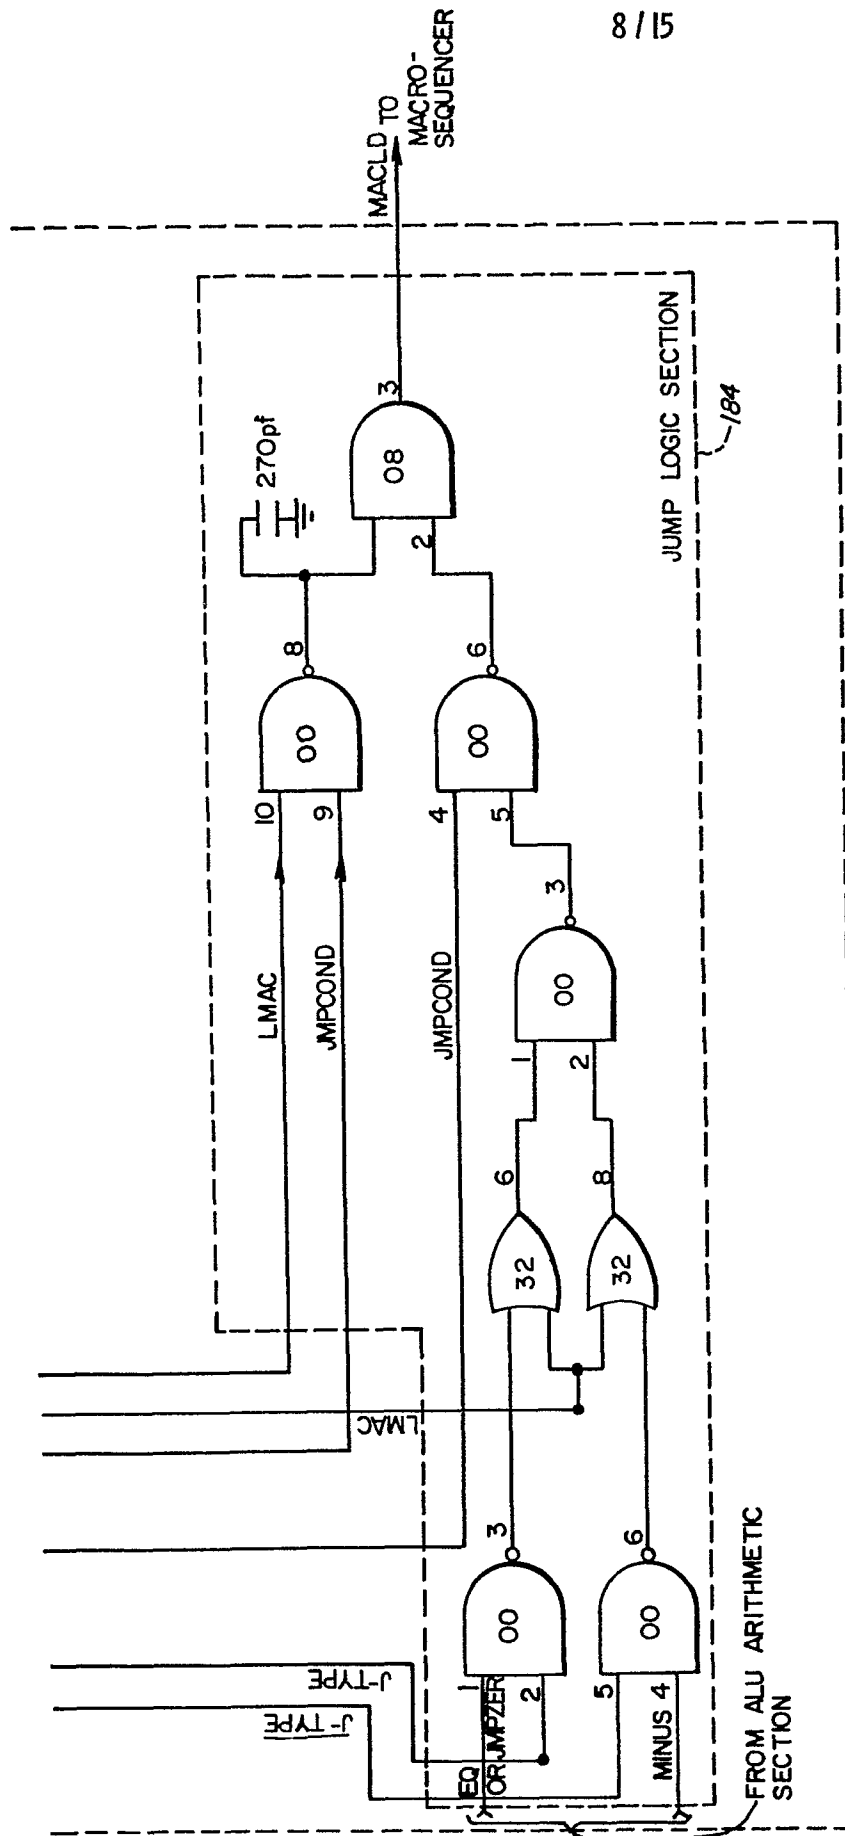 8/15
MACLD TO
MACRO-
SEQUENCER
270pf
3
08
2
JUMP LOGIC SECTION
184
8
00
10
9
6
00
4
5
LMAC
JMPCOND
JMPCOND
3
00
1
2
6
32
8
32
LMAC
3
00
1
2
6
00
5
4
J-TYPE
J-TYPE
EQ
OR JMPZER
MINUS
FROM ALU ARITHMETIC
SECTION